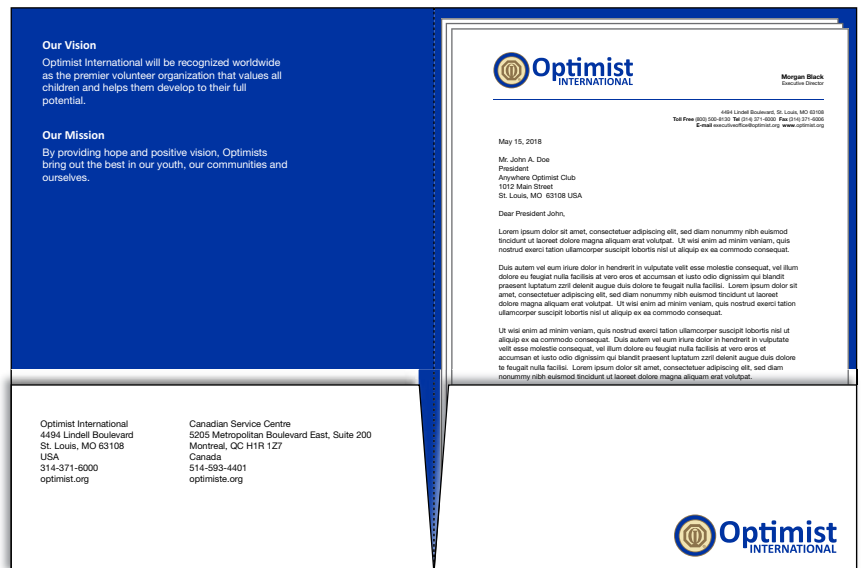 Our Vision
Optimist International will be recognized worldwide
as the premier volunteer organization that values all
children and helps them develop to their full
potential.
Our Mission
By providing hope and positive vision, Optimists
bring out the best in our youth, our communities and
ourselves.
Optimist
INTERNATIONAL
Morgan Black
Executive Director
4494 Lindell Boulevard, St. Louis, MO 63108
Toll Free (800) 500-8130 Tel (314) 371-6000 Fax (314) 371-6006
E-mail executiveoffice@optimist.org www.optimist.org
May 15, 2018
Mr. John A. Doe
President
Anywhere Optimist Club
1012 Main Street
St. Louis, MO 63108 USA
Dear President John,
Lorem ipsum dolor sit amet, consectetuer adipiscing elit, sed diam nonummy nibh euismod
tincidunt ut laoreet dolore magna aliquam erat volutpat. Ut wisi enim ad minim veniam, quis
nostrud exerci tation ullamcorper suscipit lobortis nisl ut aliquip ex ea commodo consequat.
Duis autem vel eum iriure dolor in hendrerit in vulputate velit esse molestie consequat, vel illum
dolore eu feugiat nulla facilisis at vero eros et accumsan et iusto odio dignissim qui blandit
praesent luptatum zzril delenit augue duis dolore te feugait nulla facilisi. Lorem ipsum dolor sit
amet, consectetuer adipiscing elit, sed diam nonummy nibh euismod tincidunt ut laoreet
dolore magna aliquam erat volutpat. Ut wisi enim ad minim veniam, quis nostrud exerci tation
ullamcorper suscipit lobortis nisl ut aliquip ex ea commodo consequat.
Ut wisi enim ad minim veniam, quis nostrud exerci tation ullamcorper suscipit lobortis nisl ut
aliquip ex ea commodo consequat. Duis autem vel eum iriure dolor in hendrerit in vulputate
velit esse molestie consequat, vel illum dolore eu feugiat nulla facilisis at vero eros et
accumsan et iusto odio dignissim qui blandit praesent luptatum zzril delenit augue duis dolore
te feugait nulla facilisi. Lorem ipsum dolor sit amet, consectetuer adipiscing elit, sed diam
nonummy nibh euismod tincidunt ut laoreet dolore magna aliquam erat volutpat.
Optimist International
4494 Lindell Boulevard
St. Louis, MO 63108
USA
314-371-6000
optimist.org
Canadian Service Centre
5205 Metropolitan Boulevard East, Suite 200
Montreal, QC H1R 1Z7
Canada
514-593-4401
optimiste.org
Optimist
INTERNATIONAL